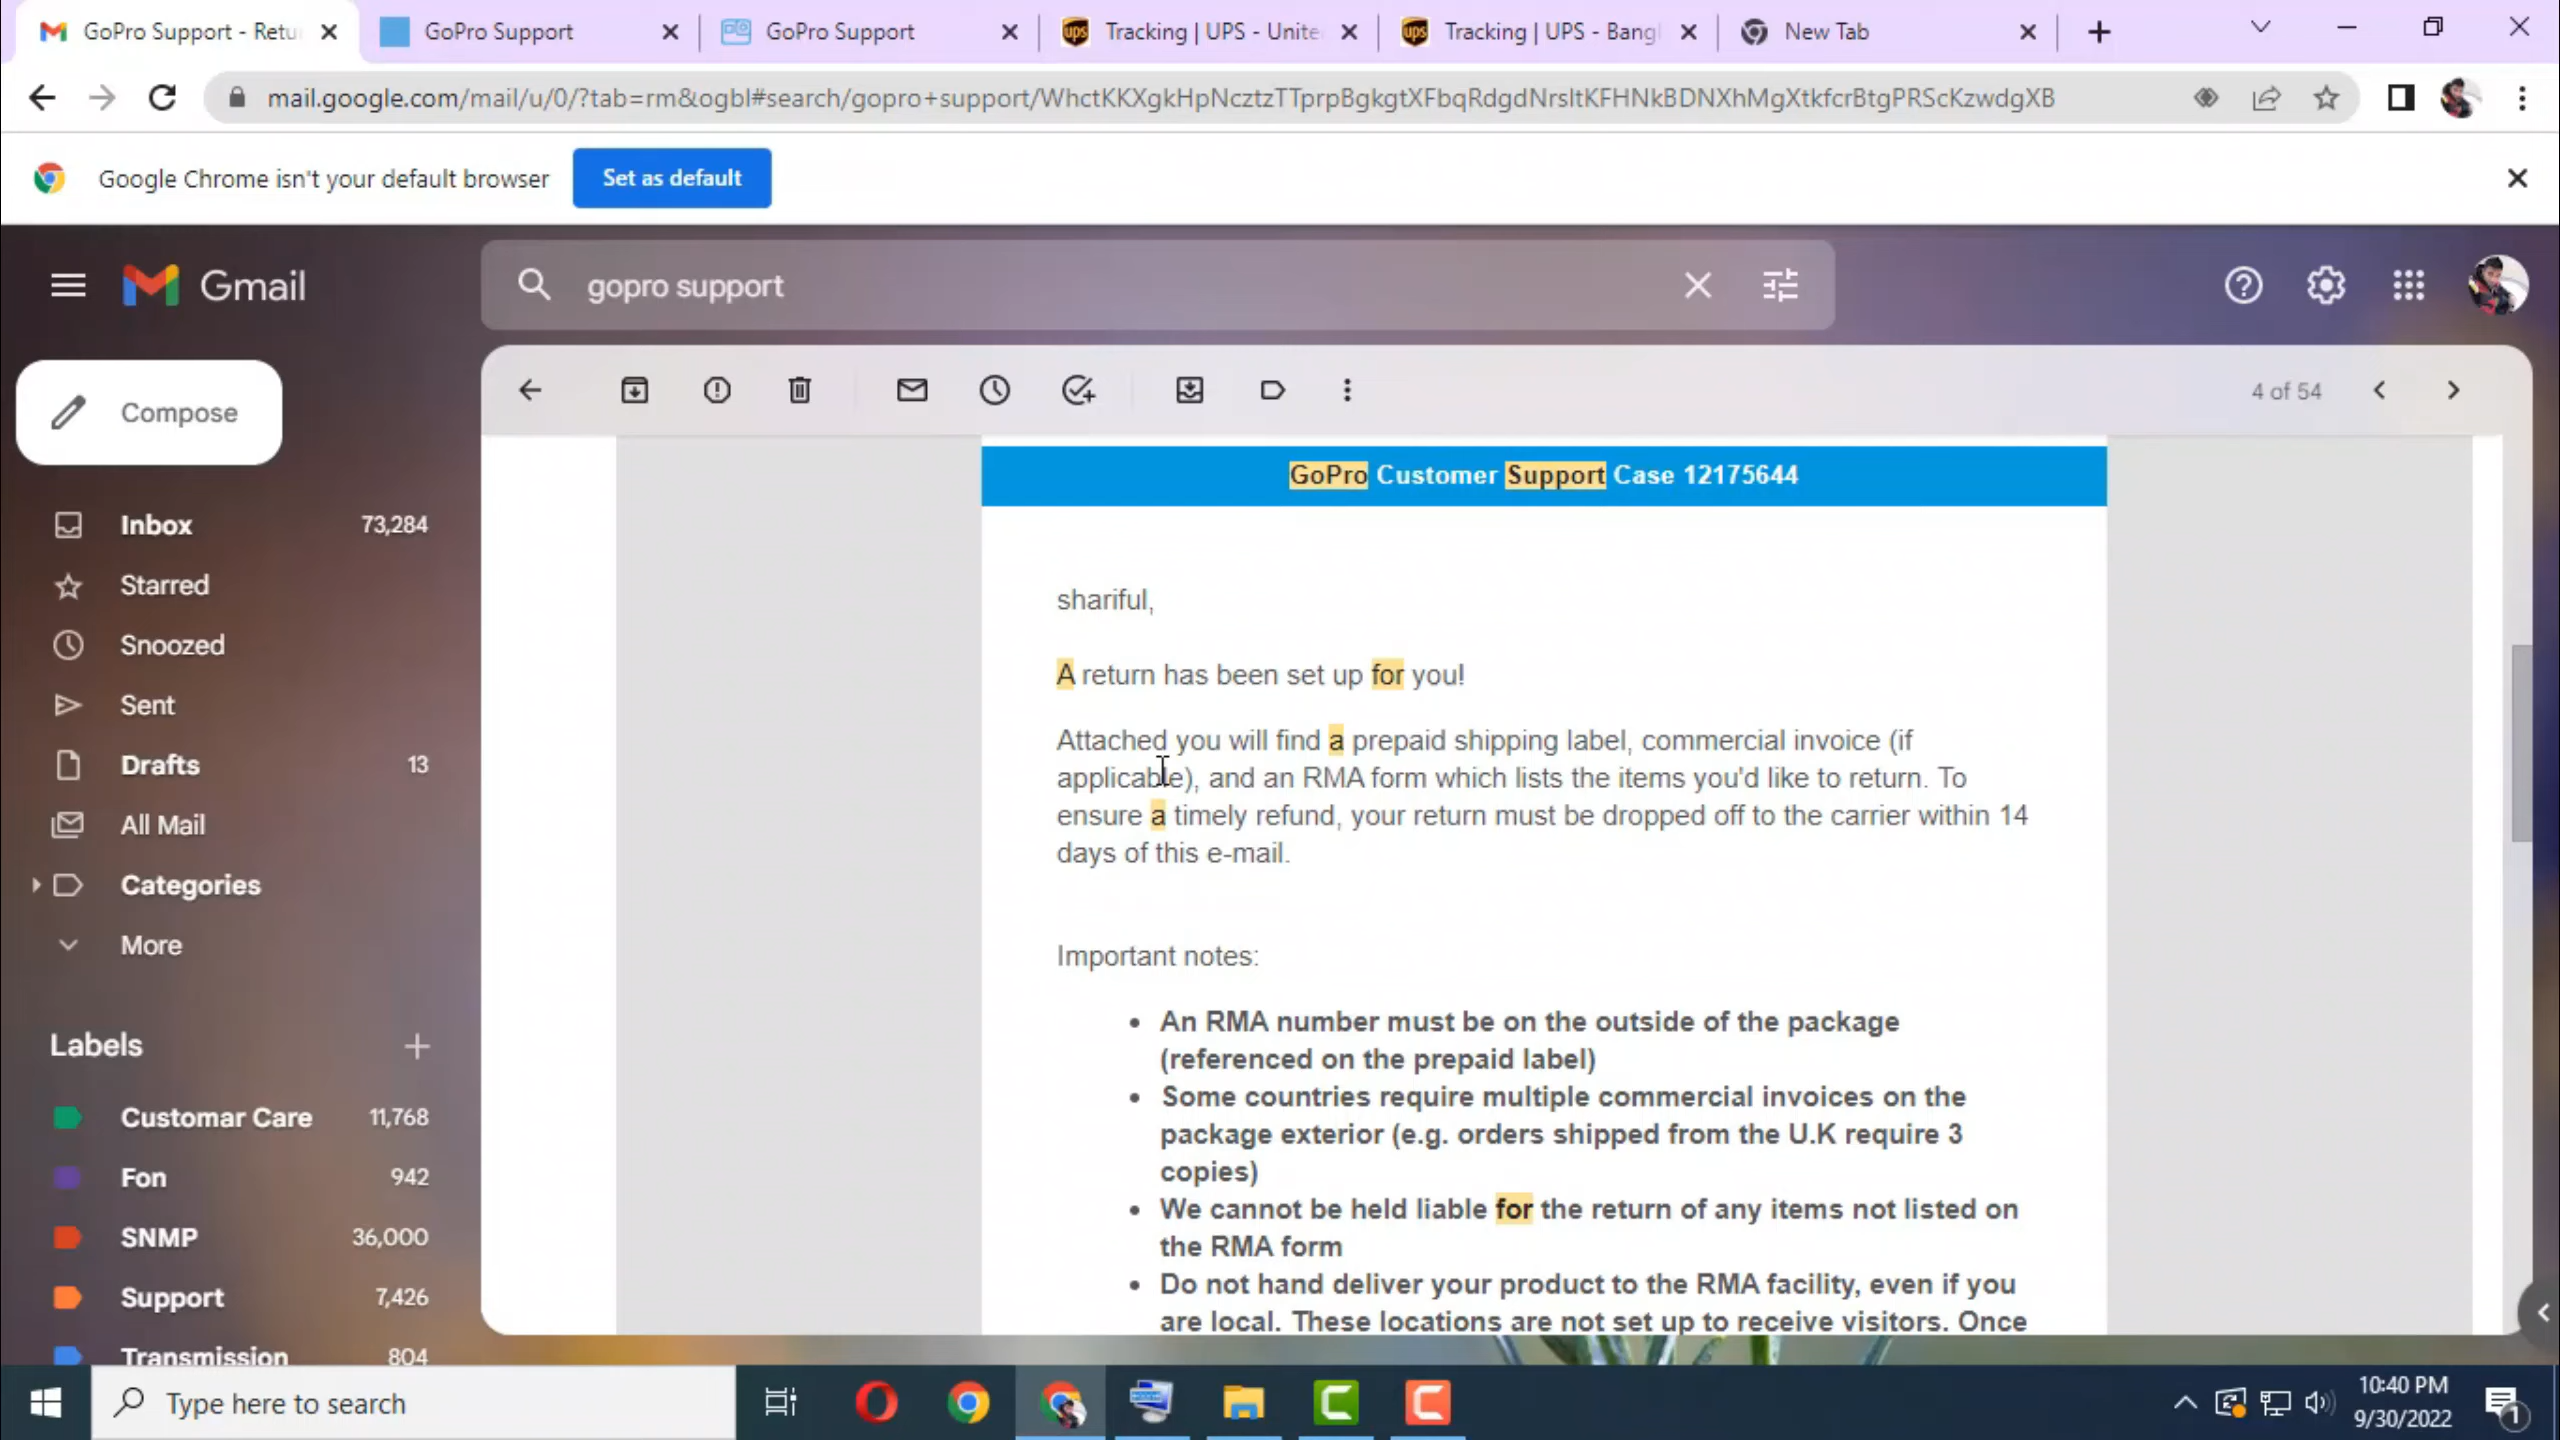 GoPro Support - Retu
GoPro Support
GoPro Support
Tracking | UPS - Unite
Tracking | UPS - Bangl
New Tab
mail.google.com/mail/u/0/?tab=rm&ogbl#search/gopro+support/WhctKKXgkHpNcztzTTprpBgkgtXFbqRdgdNrsltKFHNkBDNXhMgXtkfcrBtgPRScKzwdgXB
Google Chrome isn't your default browser
Set as default
Gmail
gopro support
Compose
4 of 54
Inbox 73,284
Starred
Snoozed
Sent
Drafts 13
All Mail
Categories
More
Labels
Customar Care 11,768
Fon 942
SNMP 36,000
Support 7,426
Transmission 804
GoPro Customer Support Case 12175644
shariful,
A return has been set up for you!
Attached you will find a prepaid shipping label, commercial invoice (if
applicable), and an RMA form which lists the items you'd like to return. To
ensure a timely refund, your return must be dropped off to the carrier within 14
days of this e-mail.
Important notes:
An RMA number must be on the outside of the package
(referenced on the prepaid label)
Some countries require multiple commercial invoices on the
package exterior (e.g. orders shipped from the U.K require 3
copies)
We cannot be held liable for the return of any items not listed on
the RMA form
Do not hand deliver your product to the RMA facility, even if you
are local. These locations are not set up to receive visitors. Once
Type here to search
10:40 PM
9/30/2022
1